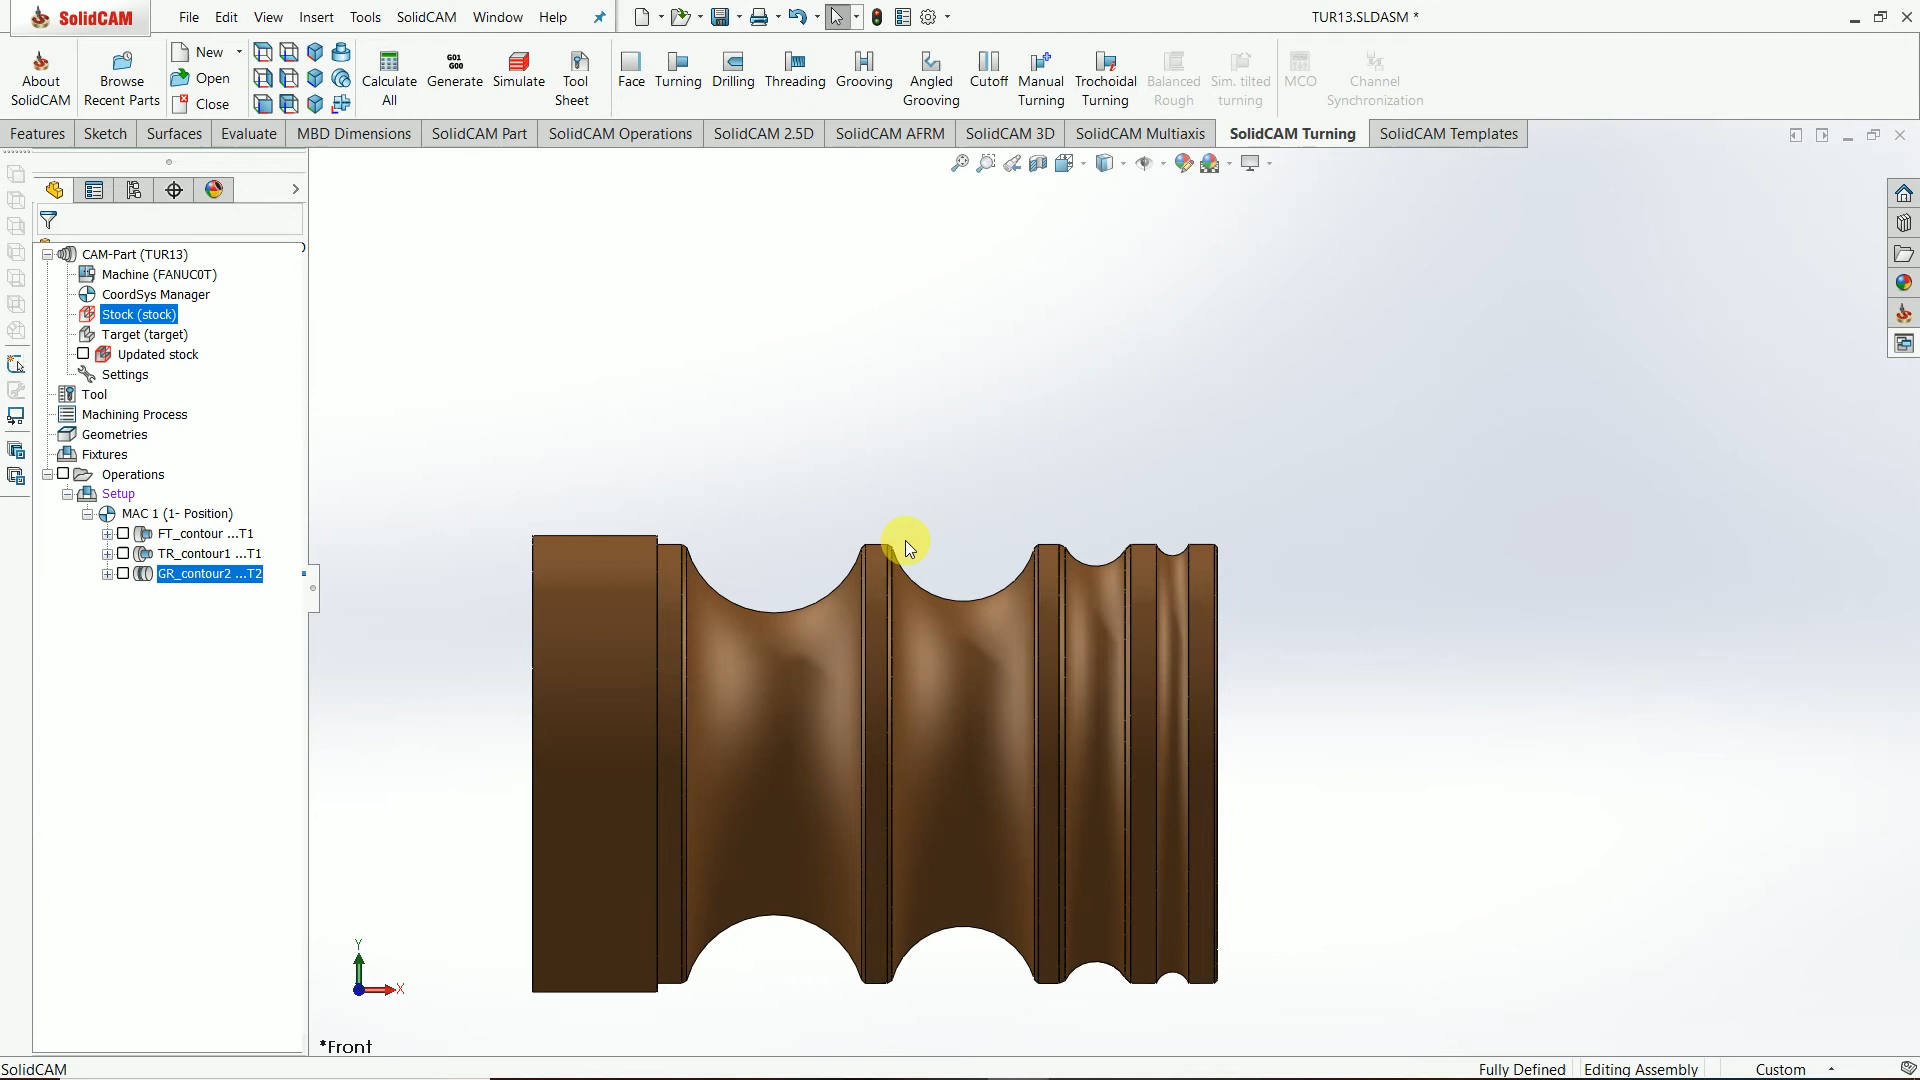 SolidCAM
File Edit View Insert Tools SolidCAM Window Help
TUR13.SLDASM *
About SolidCAM
Browse Recent Parts
New
Open
Close
Calculate All
G01 G00
Generate
Simulate
Tool Sheet
Face
Turning
Drilling
Threading
Grooving
Angled Grooving
Cutoff
Manual Turning
Trochoidal Turning
Balanced Rough
Sim. tilted turning
MCO
Channel Synchronization
Features Sketch Surfaces Evaluate MBD Dimensions SolidCAM Part SolidCAM Operations SolidCAM 2.5D SolidCAM AFRM SolidCAM 3D SolidCAM Multiaxis SolidCAM Turning SolidCAM Templates
CAM-Part (TUR13)
Machine (FANUC0T)
CoordSys Manager
Stock (stock)
Target (target)
Updated stock
Settings
Tool
Machining Process
Geometries
Fixtures
Operations
Setup
MAC 1 (1- Position)
FT_contour ...T1
TR_contour1 ...T1
GR_contour2 ...T2
Y
X
*Front
SolidCAM
Fully Defined
Editing Assembly
Custom